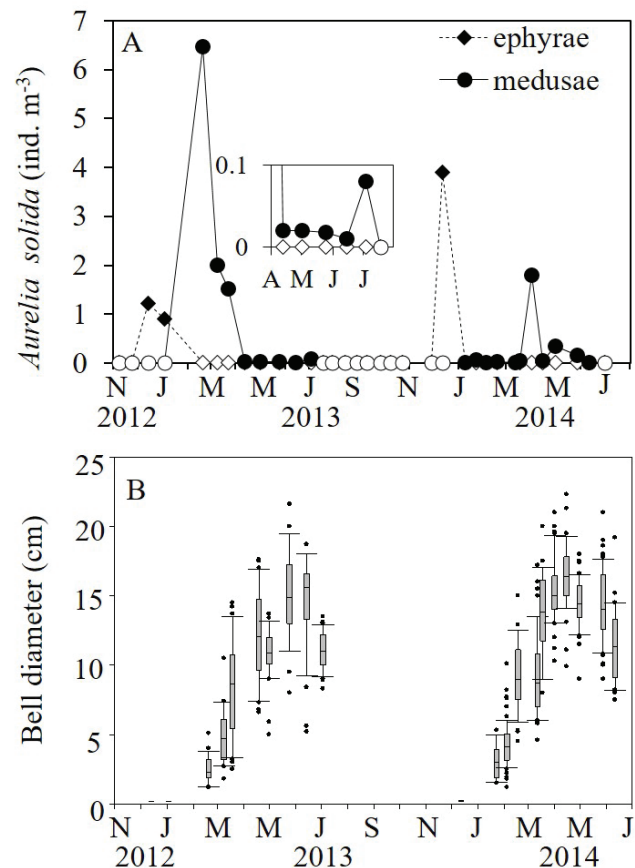 A
ephyrae
medusae
Aurelia solida (ind. m-3)
7
6
5
4
3
2
1
0
0.1
0
A M J J
N J M M J S N J M M J
2012 2013 2014
B
Bell diameter (cm)
25
20
15
10
5
0
N J M M J S N J M M J
2012 2013 2014